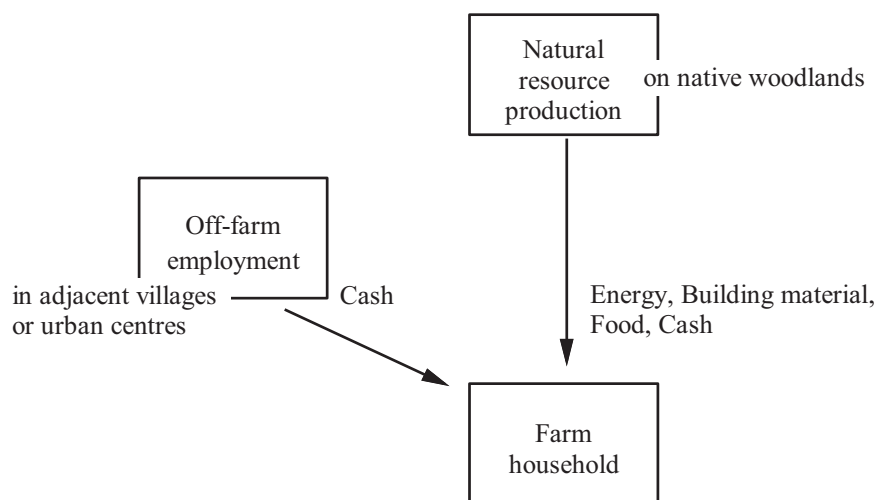 Natural
resource
production
on native woodlands
Off-farm
employment
in adjacent villages
or urban centres
Cash
Energy, Building material,
Food, Cash
Farm
household